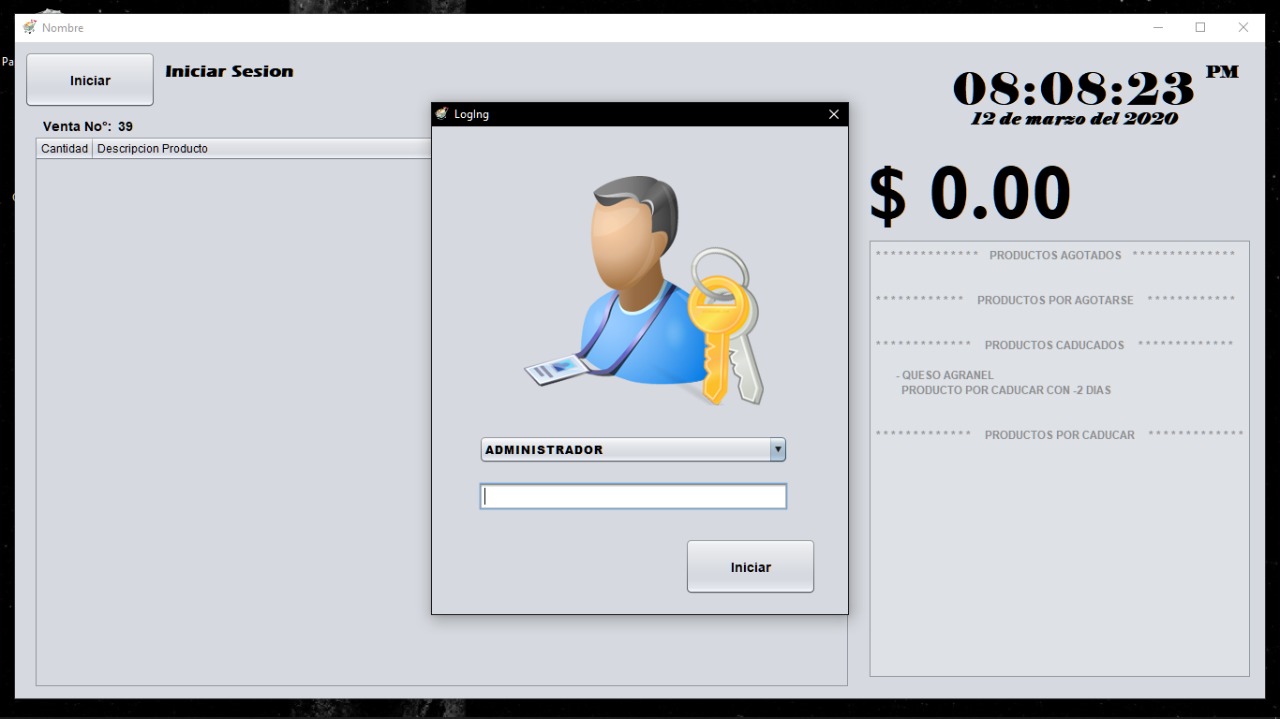 Nombre
Pa
Iniciar
Iniciar Sesion
08:08:23 PM
12 de marzo del 2020
Venta No°: 39
Cantidad Descripcion Producto
LogIng
$ 0.00
************** PRODUCTOS AGOTADOS **************
************ PRODUCTOS POR AGOTARSE ************
************* PRODUCTOS CADUCADOS *************
- QUESO AGRANEL
PRODUCTO POR CADUCAR CON -2 DIAS
************* PRODUCTOS POR CADUCAR *************
ADMINISTRADOR
Iniciar